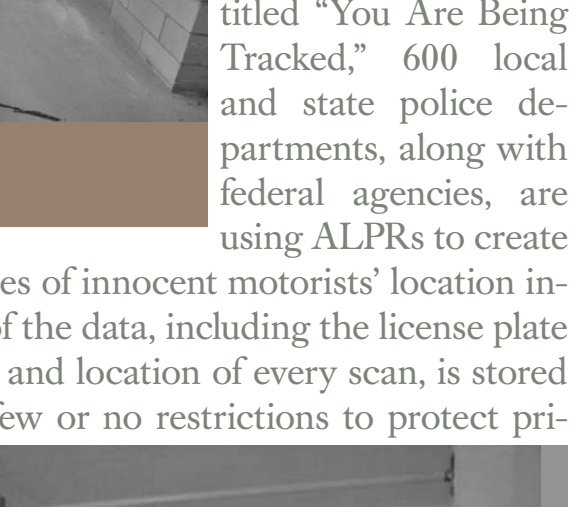 titled “You Are Being
Tracked,” 600 local
and state police de-
partments, along with
federal agencies, are
using ALPRs to create
of innocent motorists’ location in-
the data, including the license plate
and location of every scan, is stored
or no restrictions to protect pri-